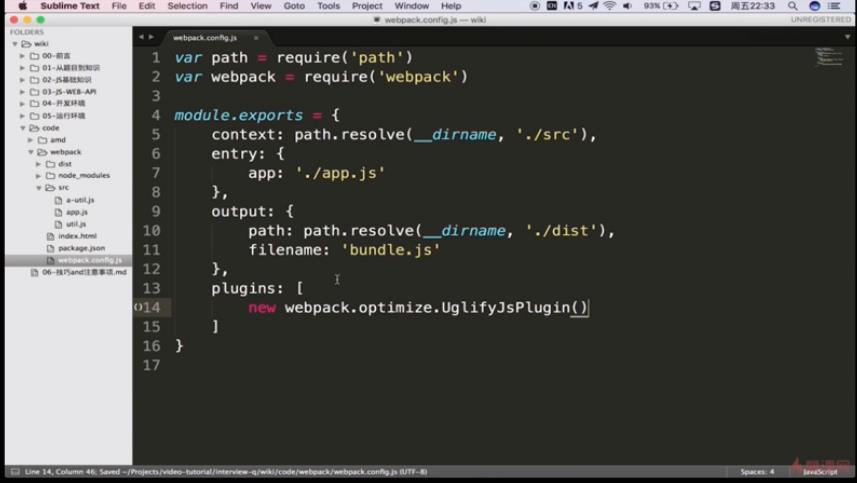 Sublime Text File Edit Selection Find View Goto Tools Project Window Help 5 93% 周五22:33
webpack.config.js — wiki
UNREGISTERED
FOLDERS
wiki
00-前言
01-从题目到知识
02-JS基础知识
03-JS-WEB-API
04-开发环境
05-运行环境
code
amd
webpack
dist
node_modules
src
a-util.js
app.js
util.js
index.html
package.json
webpack.config.js
06-技巧and注意事项.md
webpack.config.js ×
1 var path = require('path')
2 var webpack = require('webpack')
3
4 module.exports = {
5 context: path.resolve(__dirname, './src'),
6 entry: {
7 app: './app.js'
8 },
9 output: {
10 path: path.resolve(__dirname, './dist'),
11 filename: 'bundle.js'
12 },
13 plugins: [
14 new webpack.optimize.UglifyJsPlugin()
15 ]
16 }
17
Line 14, Column 46; Saved ~/Projects/video-tutorial/interview-q/wiki/code/webpack/webpack.config.js (UTF-8) Spaces: 4 JavaScript
慕课网